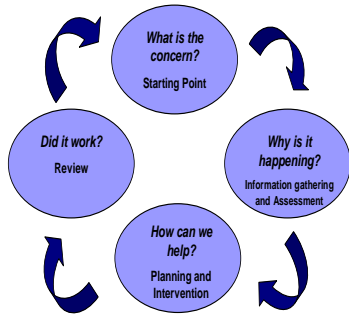 What is the
concern?
Starting Point
Why is it
happening?
Information gathering
and Assessment
How can we
help?
Planning and
Intervention
Did it work?
Review